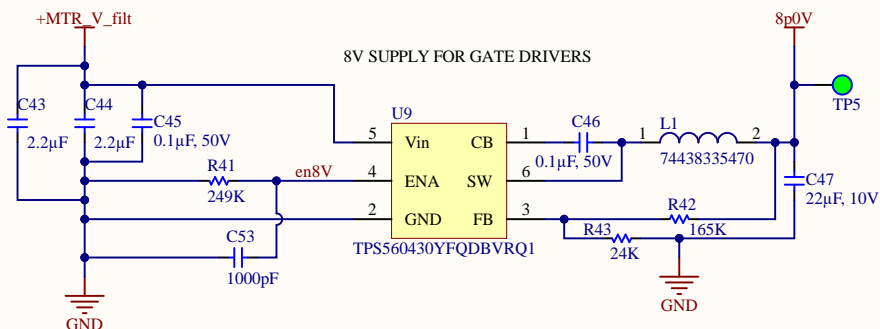 +MTR_V_filt
8p0V
8V SUPPLY FOR GATE DRIVERS
TP5
C43
C44
C45
2.2µF
2.2µF
0.1µF, 50V
U9
5 Vin CB 1
4 ENA SW 6
2 GND FB 3
TPS560430YFQDBVRQ1
C46
0.1µF, 50V
1 L1 2
74438335470
C47
22µF, 10V
R41
249K
en8V
R42
165K
R43
24K
C53
1000pF
GND
GND